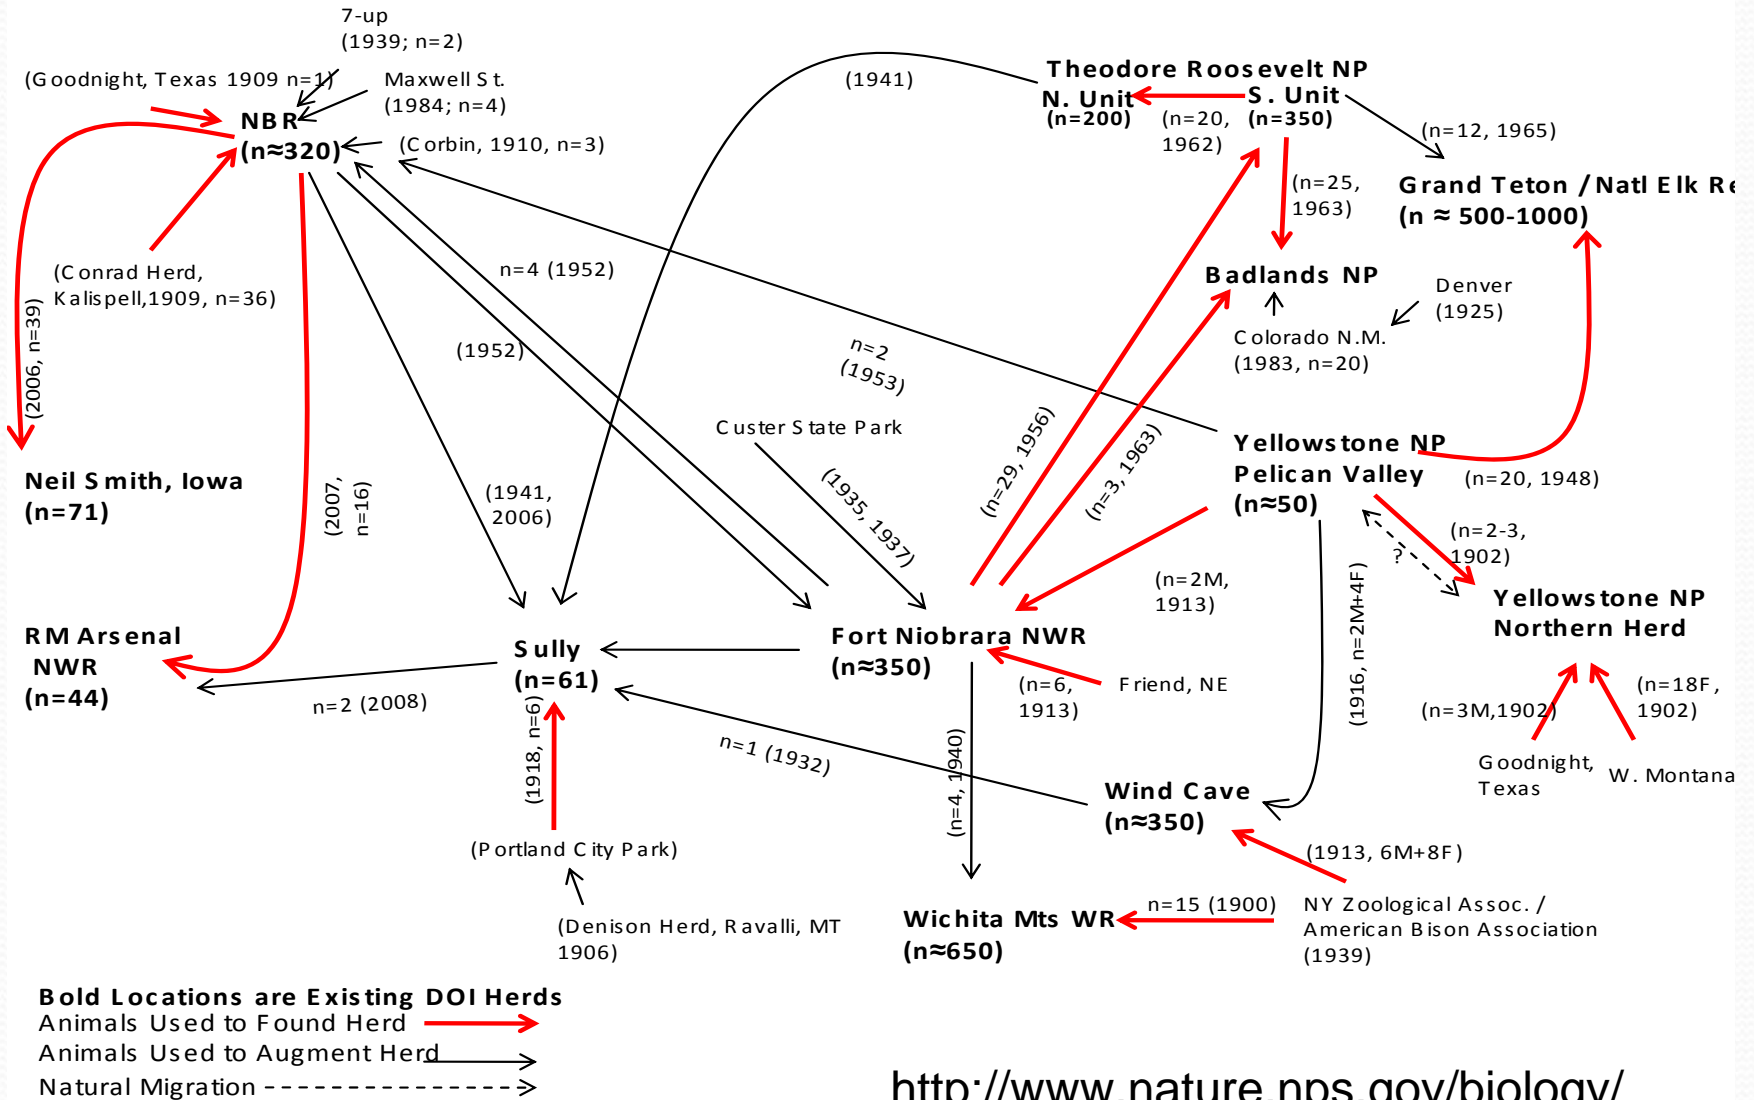 7-up
(1939; n=2)
(Goodnight, Texas 1909 n=1)
Maxwell St.
(1984; n=4)
NBR
(n≈320)
(Corbin, 1910, n=3)
(1941)
Theodore Roosevelt NP
N. Unit
(n=200)
S. Unit
(n=350)
(n=20,
1962)
(n=12, 1965)
(n=25,
1963)
Grand Teton /Natl Elk Re
(n ≈ 500-1000)
(Conrad Herd,
Kalispell,1909, n=36)
n=4 (1952)
Badlands NP
Denver
(1925)
Colorado N.M.
(1983, n=20)
(2006, n=39)
(1952)
n=2
(1953)
Custer State Park
(n=29, 1956)
(n=3, 1963)
Yellowstone NP
Pelican Valley
(n≈50)
(n=20, 1948)
Neil Smith, Iowa
(n=71)
(2007,
n=16)
(1941,
2006)
(1935, 1937)
(n=2-3,
1902)
?
(n=2M,
1913)
(1916, n=2M+4F)
Yellowstone NP
Northern Herd
RM Arsenal
NWR
(n=44)
Sully
(n=61)
Fort Niobrara NWR
(n≈350)
n=2 (2008)
(n=6,
1913)
Friend, NE
(n=3M,1902)
(n=18F,
1902)
(1918, n=6)
n=1 (1932)
(n=4, 1940)
Goodnight,
Texas
W. Montana
Wind Cave
(n≈350)
(Portland City Park)
(1913, 6M+8F)
(Denison Herd, Ravalli, MT
1906)
Wichita Mts WR
(n≈650)
n=15 (1900)
NY Zoological Assoc. /
American Bison Association
(1939)
Bold Locations are Existing DOI Herds
Animals Used to Found Herd
Animals Used to Augment Herd
Natural Migration
http://www.nature.nps.gov/biology/